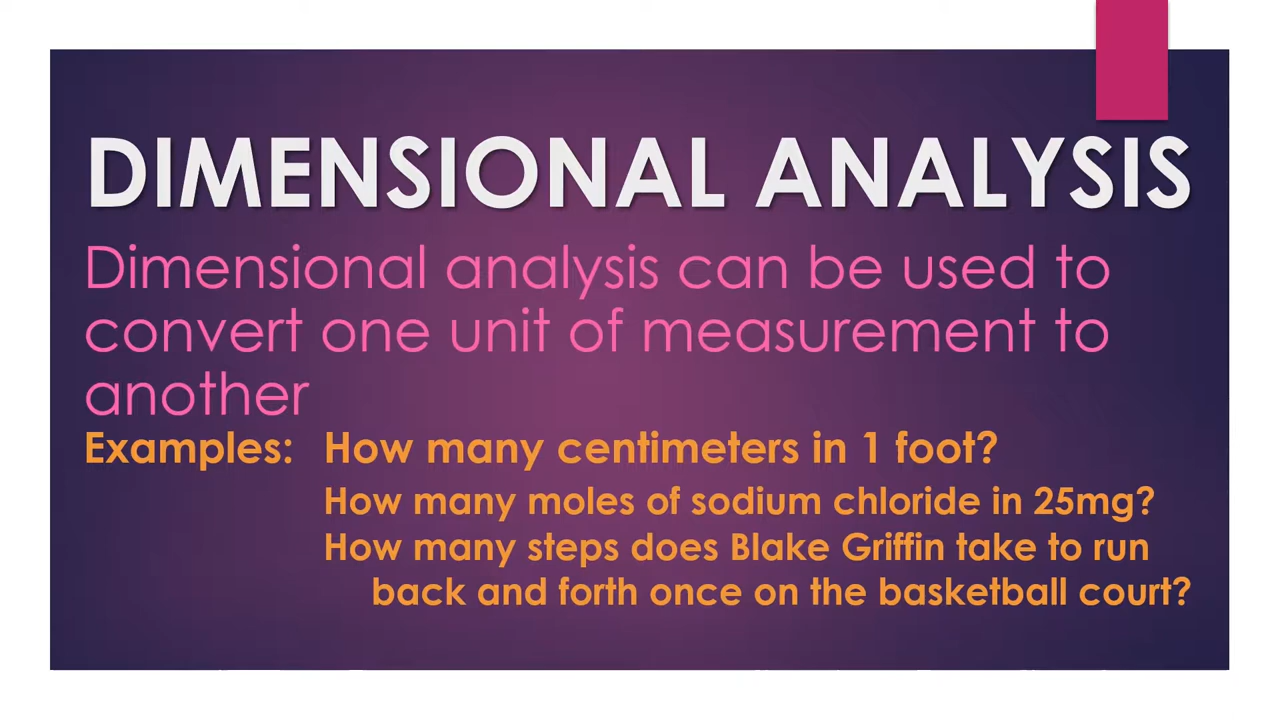 DIMENSIONAL ANALYSIS
Dimensional analysis can be used to
convert one unit of measurement to
another
Examples: How many centimeters in 1 foot?
How many moles of sodium chloride in 25mg?
How many steps does Blake Griffin take to run
back and forth once on the basketball court?